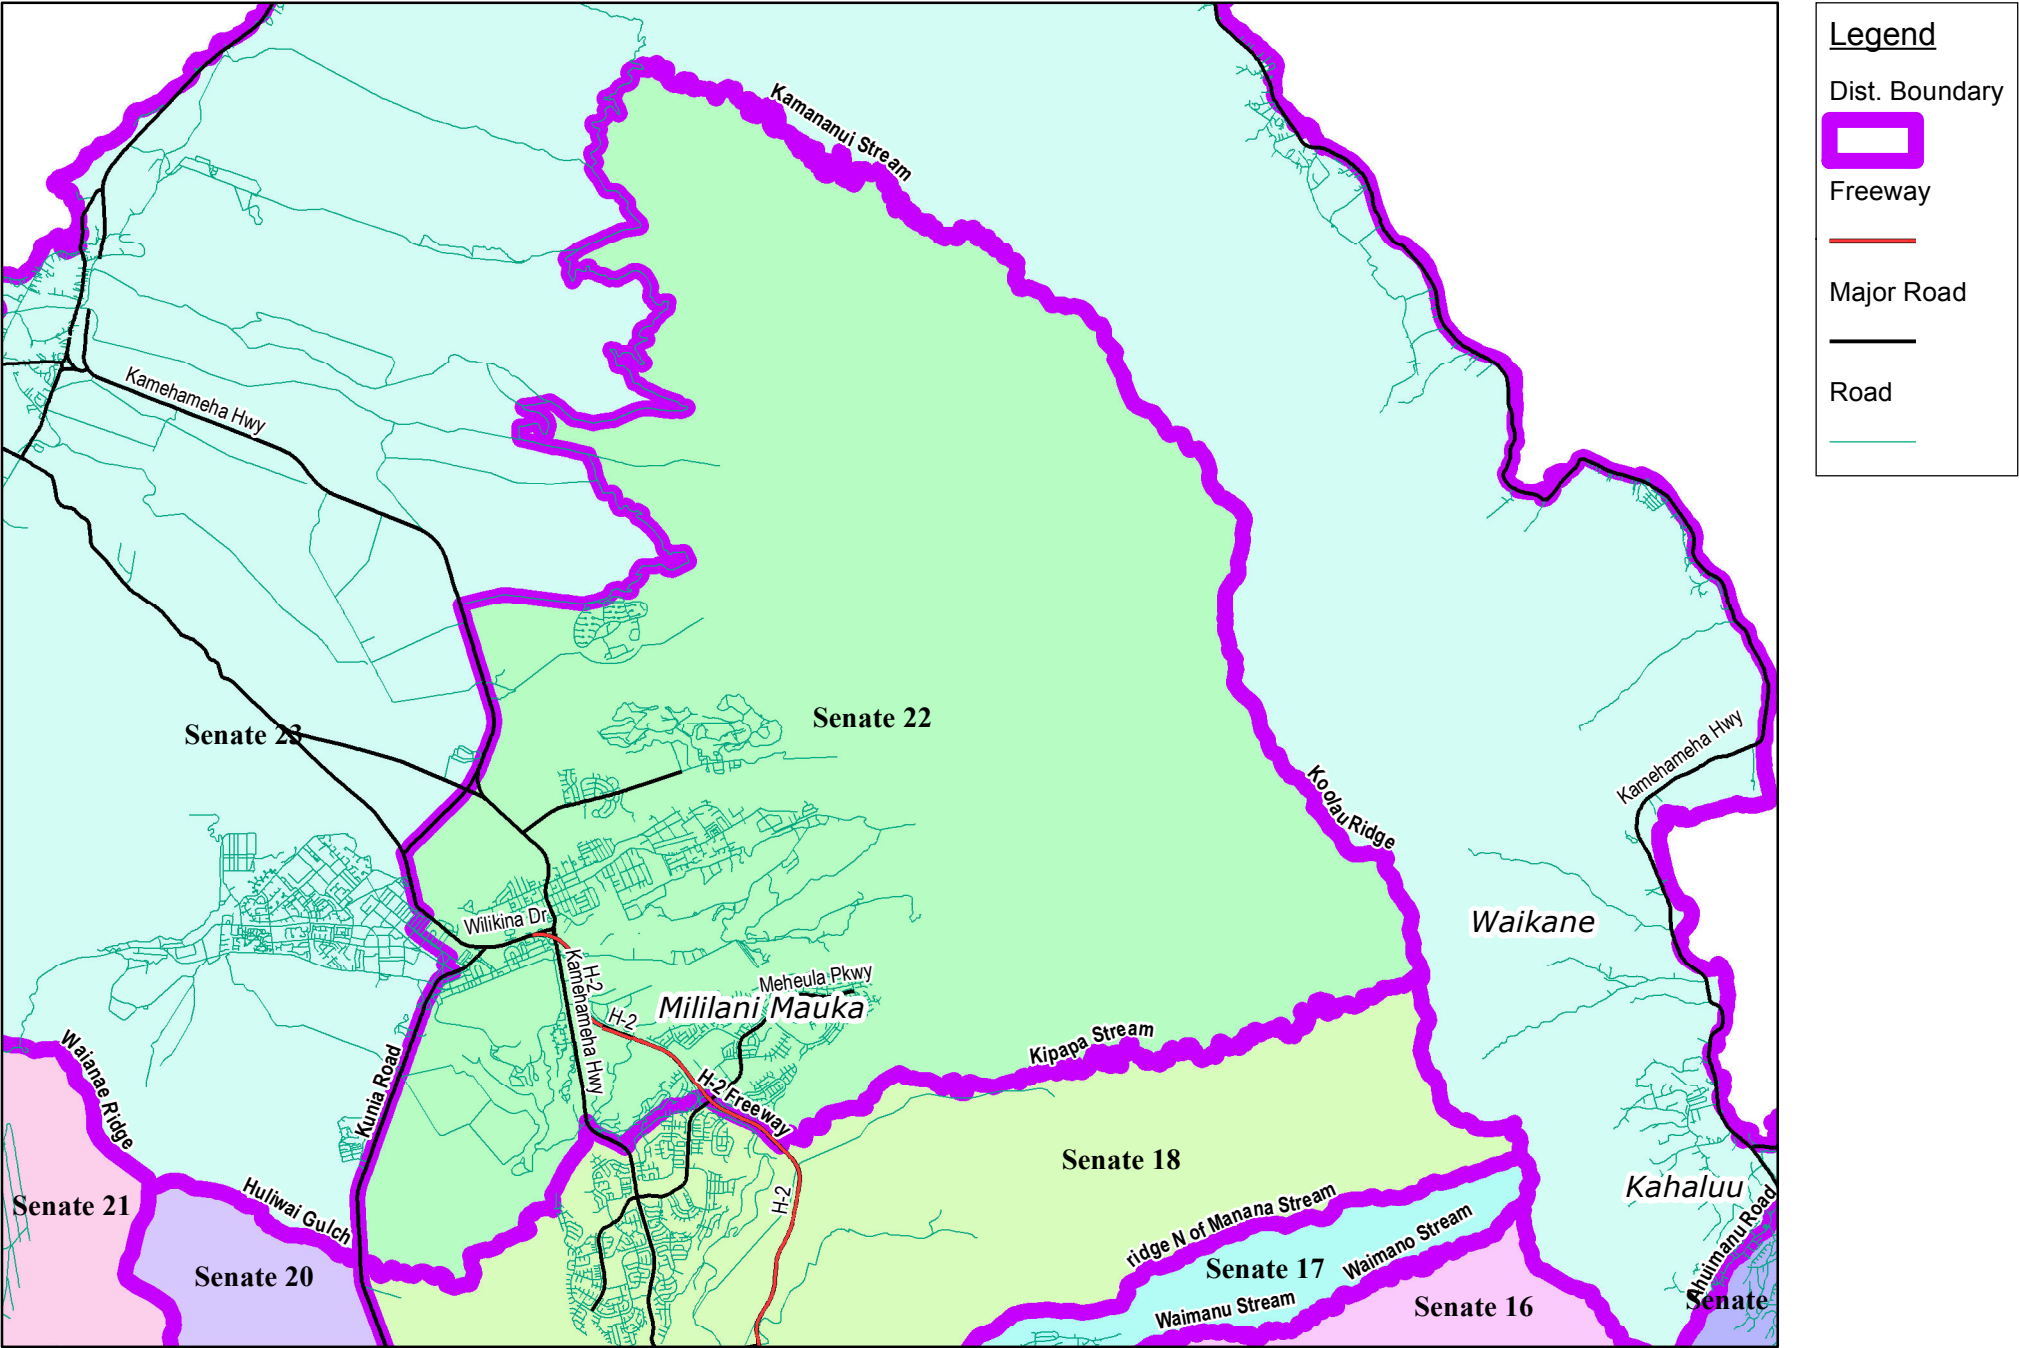 Legend
Dist. Boundary
Freeway
Major Road
Road
Kamananui Stream
Kamehameha Hwy
Senate 22
Senate 23
Kamehameha Hwy
Koolau Ridge
Waikane
Wilikina Dr
H-2
Kamehameha Hwy
Meheula Pkwy
Mililani Mauka
H-2
Kipapa Stream
H-2 Freeway
Waianae Ridge
Kunia Road
Senate 18
Kahaluu
H-2
Senate 21
Huliwai Gulch
ridge N of Manana Stream
Waimano Stream
Ahuimanu Road
Senate 20
Senate 17
Waimanu Stream
Senate 16
Senate